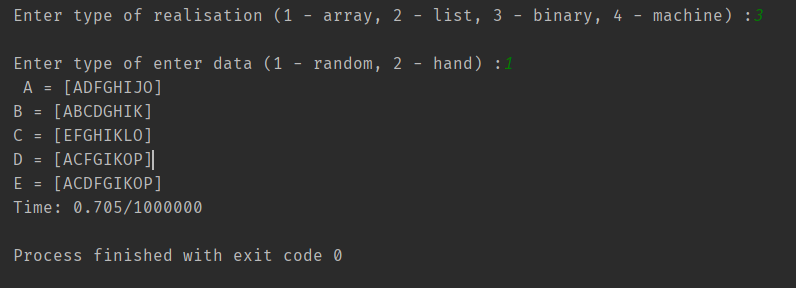 Enter type of realisation (1 - array, 2 - list, 3 - binary, 4 - machine) :3
Enter type of enter data (1 - random, 2 - hand) :1
A = [ADFGHIJO]
B = [ABCDGHIK]
C = [EFGHIKLO]
D = [ACFGIKOP]
E = [ACDFGIKOP]
Time: 0.705/1000000
Process finished with exit code 0